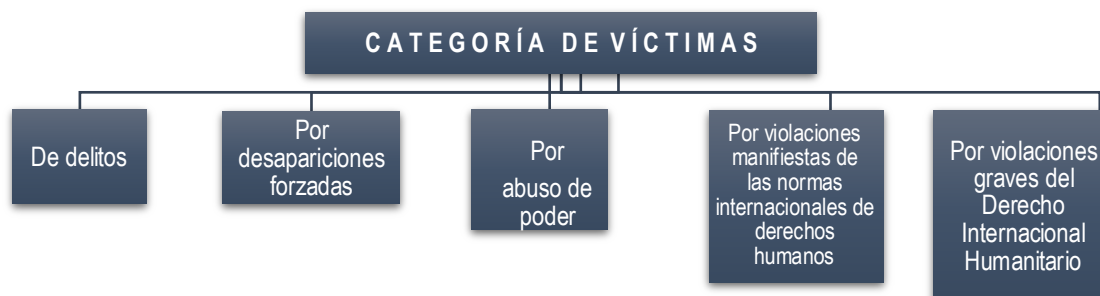 CATEGORÍA DE VÍCTIMAS
De delitos
Por
desapariciones
forzadas
Por
abuso de
poder
Por violaciones
manifiestas de
las normas
internacionales de
derechos
humanos
Por violaciones
graves del
Derecho
Internacional
Humanitario